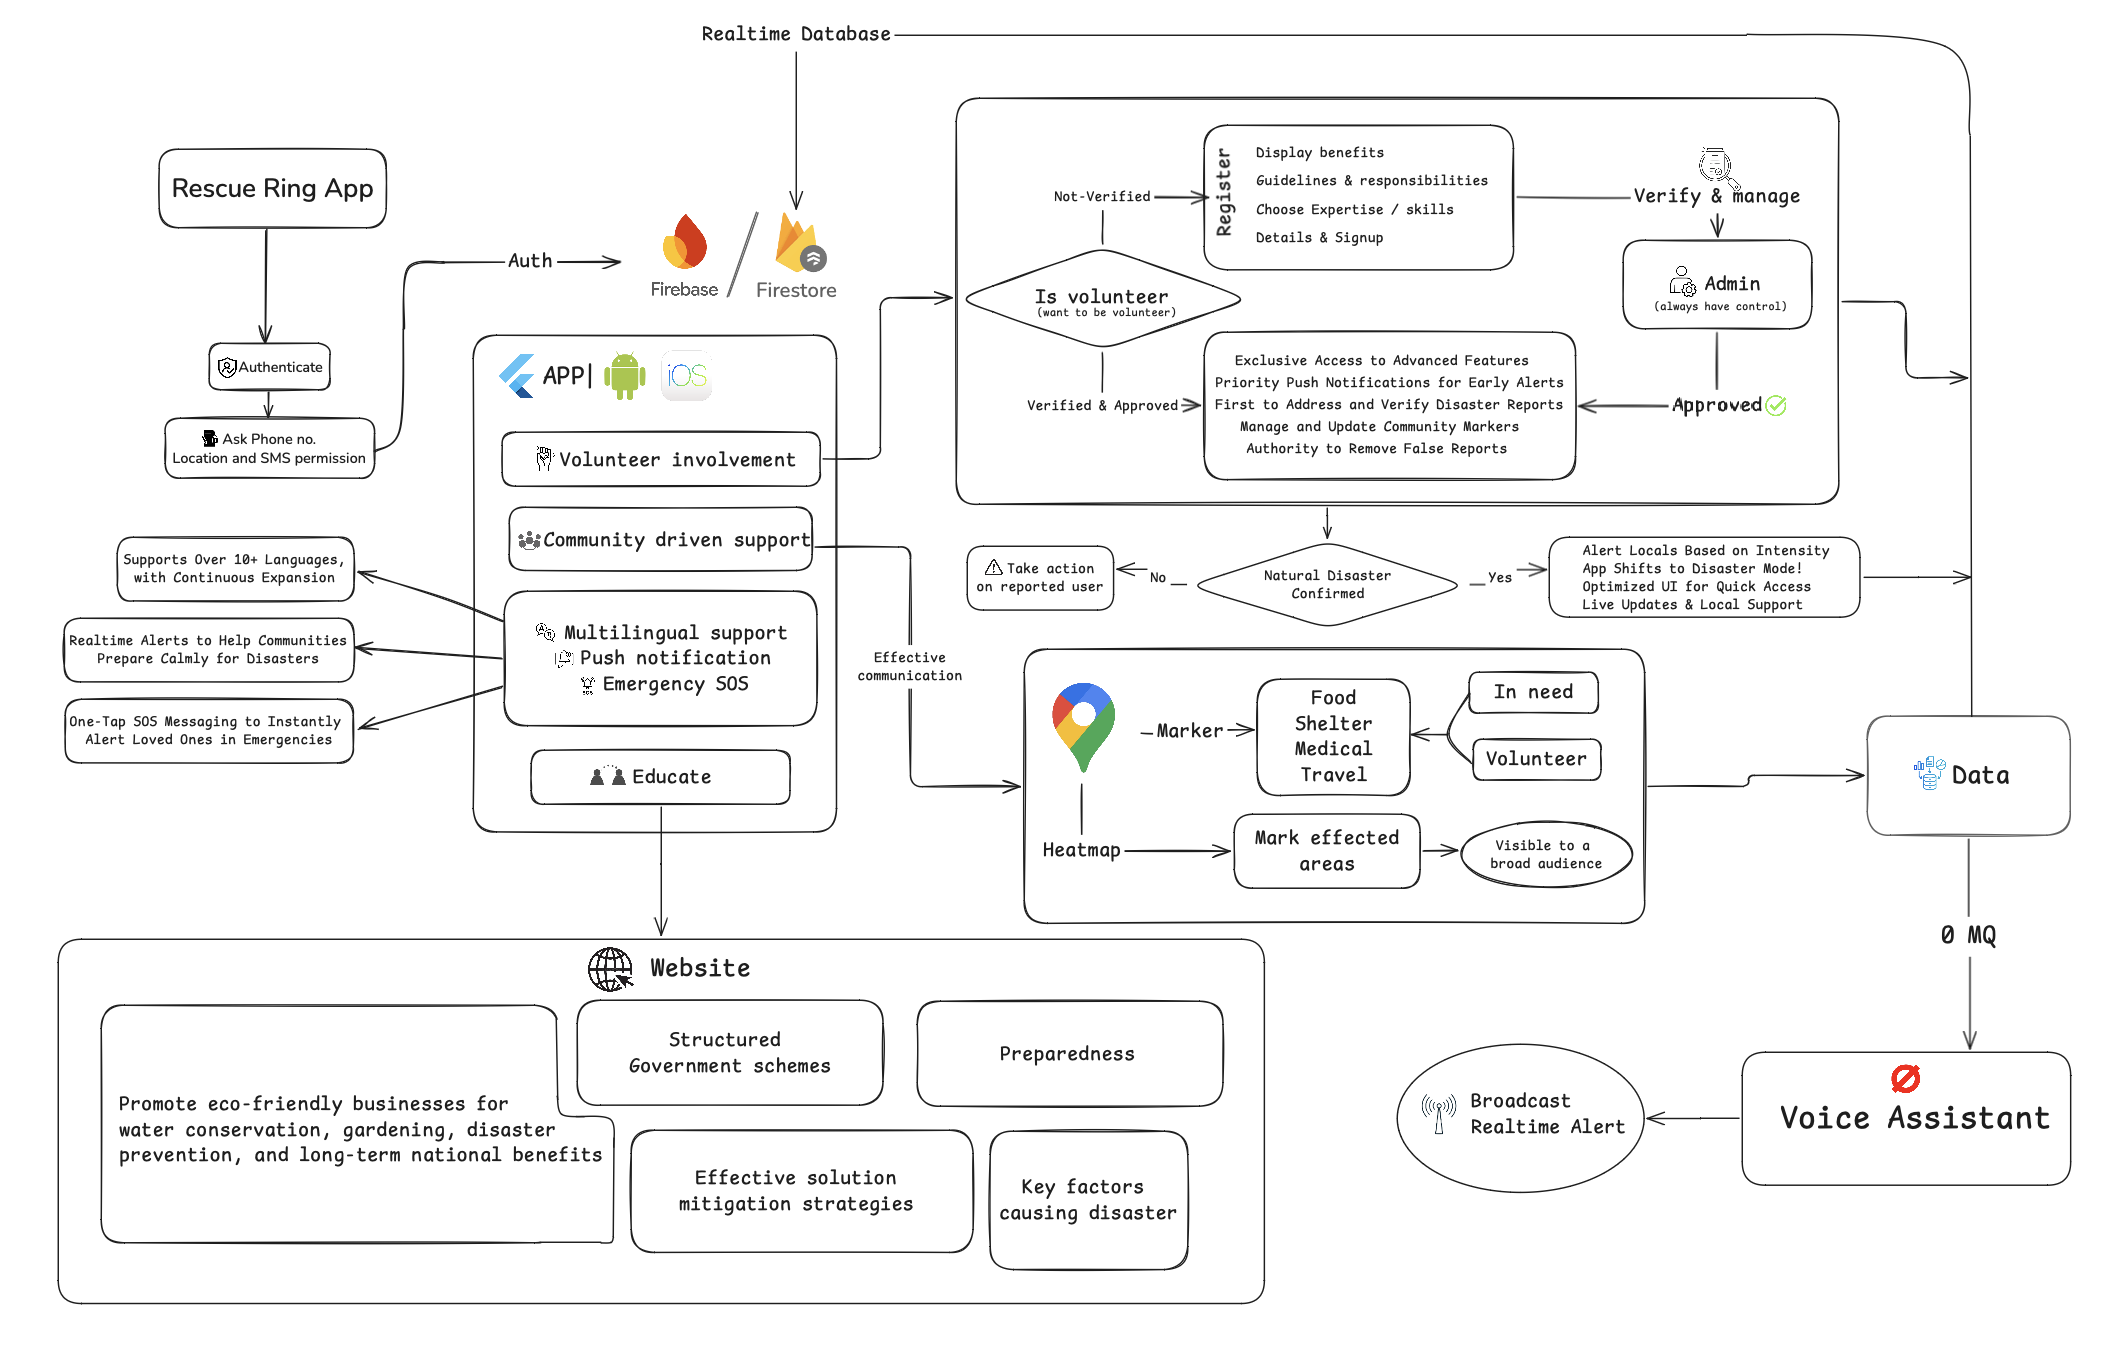 Realtime Database
Rescue Ring App
Authenticate
Ask Phone no.
Location and SMS permission
Auth
Firebase
Firestore
APP|
iOS
Volunteer involvement
Community driven support
Multilingual support
Push notification
Emergency SOS
Educate
Supports Over 10+ Languages,
with Continuous Expansion
Realtime Alerts to Help Communities
Prepare Calmly for Disasters
One-Tap SOS Messaging to Instantly
Alert Loved Ones in Emergencies
Is volunteer
(want to be volunteer)
Not-Verified
Register
Display benefits
Guidelines & responsibilities
Choose Expertise / skills
Details & Signup
Verify & manage
Admin
(always have control)
Approved
Verified & Approved
Exclusive Access to Advanced Features
Priority Push Notifications for Early Alerts
First to Address and Verify Disaster Reports
Manage and Update Community Markers
Authority to Remove False Reports
Natural Disaster
Confirmed
No
Take action
on reported user
Yes
Alert Locals Based on Intensity
App Shifts to Disaster Mode!
Optimized UI for Quick Access
Live Updates & Local Support
Effective
communication
Marker
Food
Shelter
Medical
Travel
In need
Volunteer
Heatmap
Mark effected
areas
Visible to a
broad audience
Data
0 MQ
Voice Assistant
Broadcast
Realtime Alert
Website
Promote eco-friendly businesses for
water conservation, gardening, disaster
prevention, and long-term national benefits
Structured
Government schemes
Preparedness
Effective solution
mitigation strategies
Key factors
causing disaster